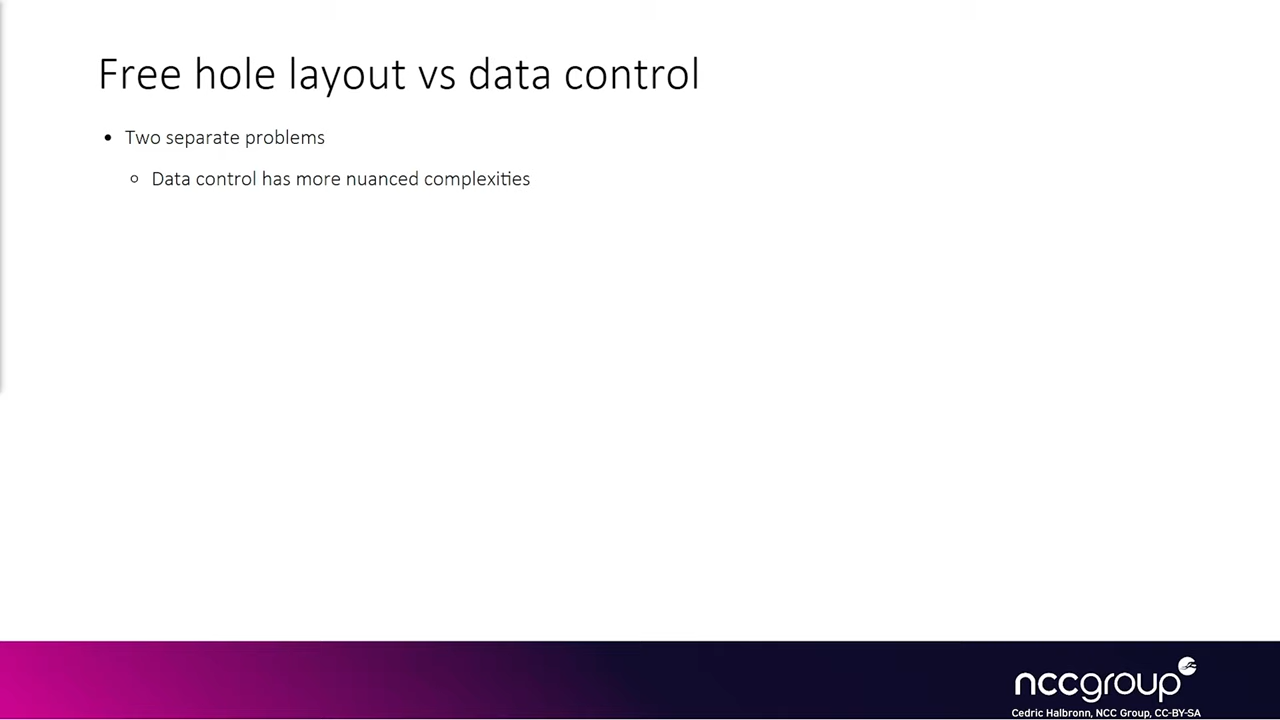 Free hole layout vs data control
• Two separate problems
○ Data control has more nuanced complexities
nccgroup
Cedric Halbronn, NCC Group, CC-BY-SA